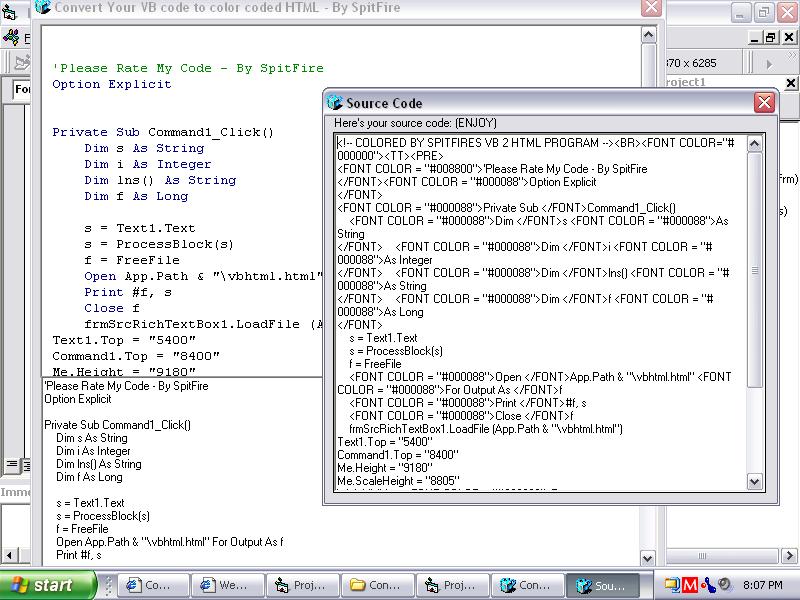 Convert Your VB code to color coded HTML - By SpitFire
'Please Rate My Code - By SpitFire
Option Explicit
Private Sub Command1_Click()
Dim s As String
Dim i As Integer
Dim lns() As String
Dim f As Long
s = Text1.Text
s = ProcessBlock(s)
f = FreeFile
Open App.Path & "\vbhtml.html"
Print #f, s
Close f
frmSrcRichTextBox1.LoadFile (A
Text1.Top = "5400"
Command1.Top = "8400"
Me.Height = "9180"
'Please Rate My Code - By SpitFire
Option Explicit
Private Sub Command1_Click()
Dim s As String
Dim i As Integer
Dim lns() As String
Dim f As Long
s = Text1.Text
s = ProcessBlock(s)
f = FreeFile
Open App.Path & "\vbhtml.html" For Output As f
Print #f, s
Source Code
Here's your source code: (ENJOY)
<!-- COLORED BY SPITFIRES VB 2 HTML PROGRAM --><BR><FONT COLOR="#
000000"><TT><PRE>
<FONT COLOR = "#008800">'Please Rate My Code - By SpitFire
</FONT><FONT COLOR = "#000088">Option Explicit
</FONT>
<FONT COLOR = "#000088">Private Sub </FONT>Command1_Click()
<FONT COLOR = "#000088">Dim </FONT>s <FONT COLOR = "#000088">As
String
</FONT> <FONT COLOR = "#000088">Dim </FONT>i <FONT COLOR = "#
000088">As Integer
</FONT> <FONT COLOR = "#000088">Dim </FONT>lns() <FONT COLOR = "#
000088">As String
</FONT> <FONT COLOR = "#000088">Dim </FONT>f <FONT COLOR = "#
000088">As Long
</FONT>
s = Text1.Text
s = ProcessBlock(s)
f = FreeFile
<FONT COLOR = "#000088">Open </FONT>App.Path & "\vbhtml.html" <FONT
COLOR = "#000088">For Output As </FONT>f
<FONT COLOR = "#000088">Print </FONT>#f, s
<FONT COLOR = "#000088">Close </FONT>f
frmSrcRichTextBox1.LoadFile (App.Path & "\vbhtml.html")
Text1.Top = "5400"
Command1.Top = "8400"
Me.Height = "9180"
Me.ScaleHeight = "8805"
370 x 6285
roject1
frm)
s)
For
Imme
start
Co...
We...
Proj...
Con...
Proj...
Con...
Sou...
8:07 PM